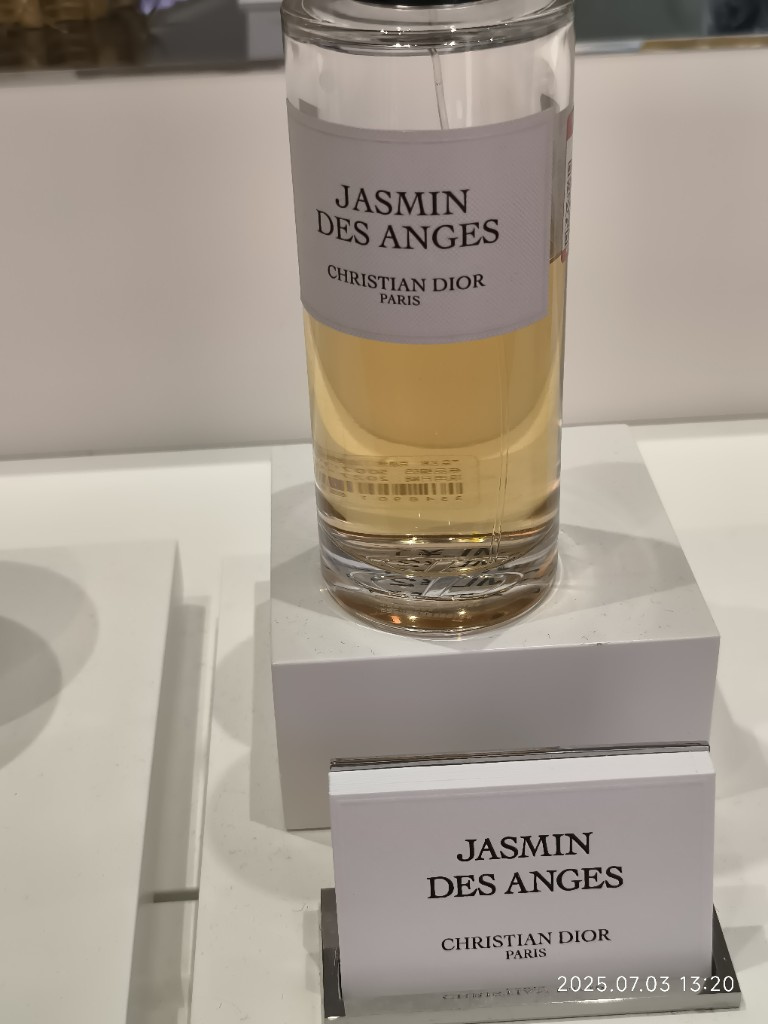 JASMIN
DES ANGES
CHRISTIAN DIOR
PARIS
JASMIN
DES ANGES
CHRISTIAN DIOR
PARIS
2025.07.03 13:20